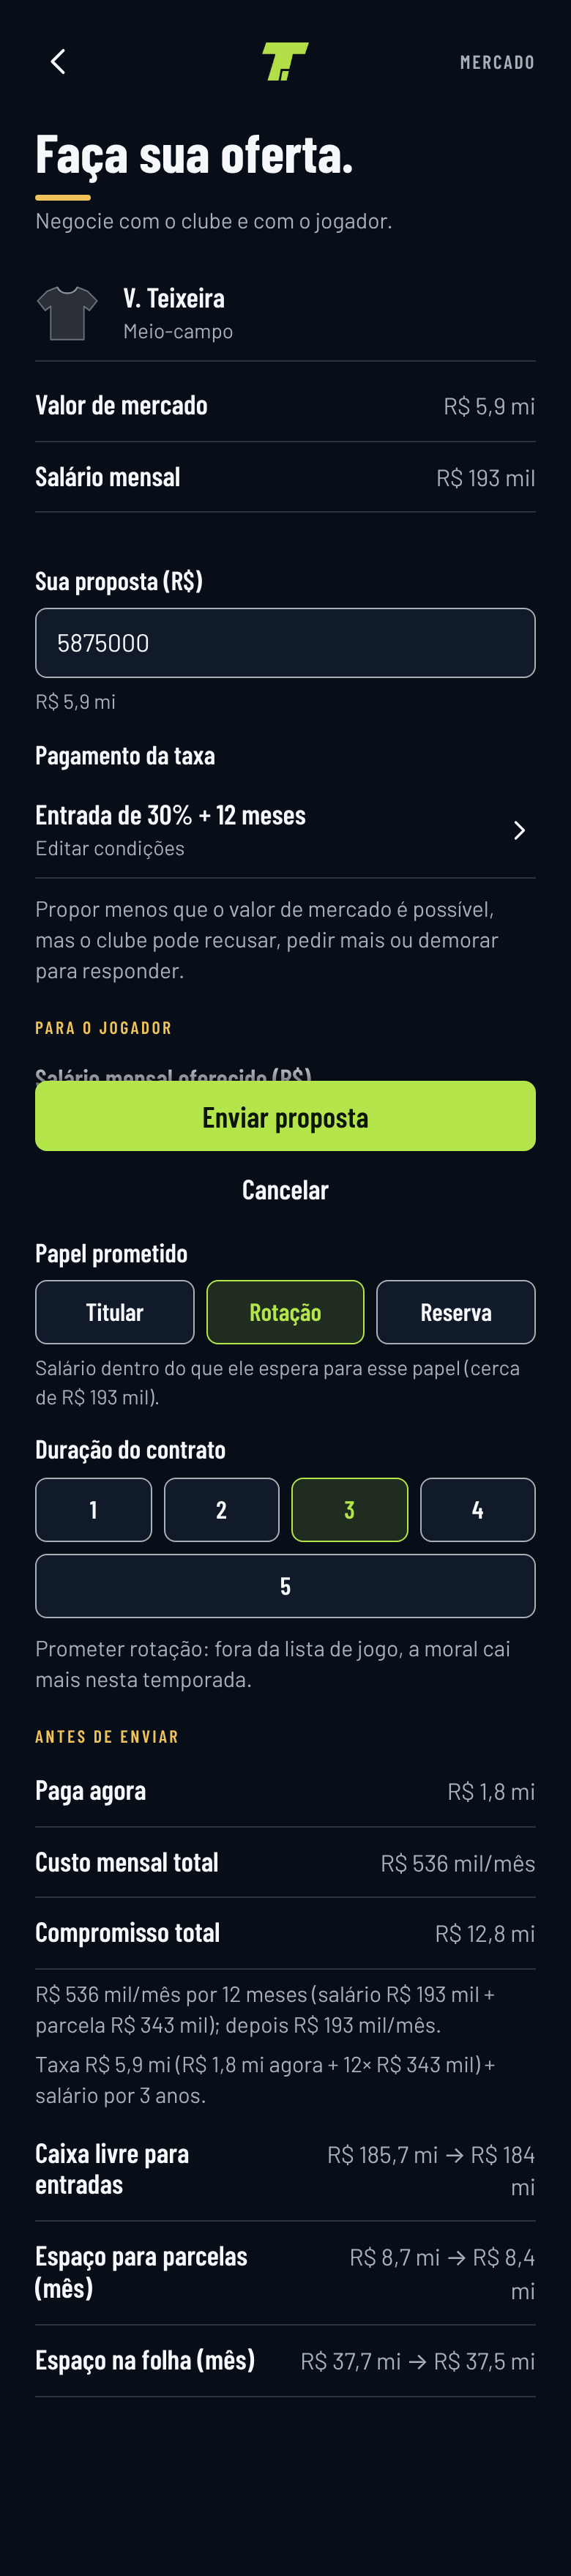 MERCADO
Faça sua oferta.
Negocie com o clube e com o jogador.
V. Teixeira
Meio-campo
Valor de mercado R$ 5,9 mi
Salário mensal R$ 193 mil
Sua proposta (R$)
5875000
R$ 5,9 mi
Pagamento da taxa
Entrada de 30% + 12 meses
Editar condições
Propor menos que o valor de mercado é possível,
mas o clube pode recusar, pedir mais ou demorar
para responder.
PARA O JOGADOR
Salário mensal oferecido (R$)
Enviar proposta
Cancelar
Papel prometido
Titular Rotação Reserva
Salário dentro do que ele espera para esse papel (cerca
de R$ 193 mil).
Duração do contrato
1 2 3 4
5
Prometer rotação: fora da lista de jogo, a moral cai
mais nesta temporada.
ANTES DE ENVIAR
Paga agora R$ 1,8 mi
Custo mensal total R$ 536 mil/mês
Compromisso total R$ 12,8 mi
R$ 536 mil/mês por 12 meses (salário R$ 193 mil +
parcela R$ 343 mil); depois R$ 193 mil/mês.
Taxa R$ 5,9 mi (R$ 1,8 mi agora + 12× R$ 343 mil) +
salário por 3 anos.
Caixa livre para R$ 185,7 mi → R$ 184
entradas mi
Espaço para parcelas R$ 8,7 mi → R$ 8,4
(mês) mi
Espaço na folha (mês) R$ 37,7 mi → R$ 37,5 mi